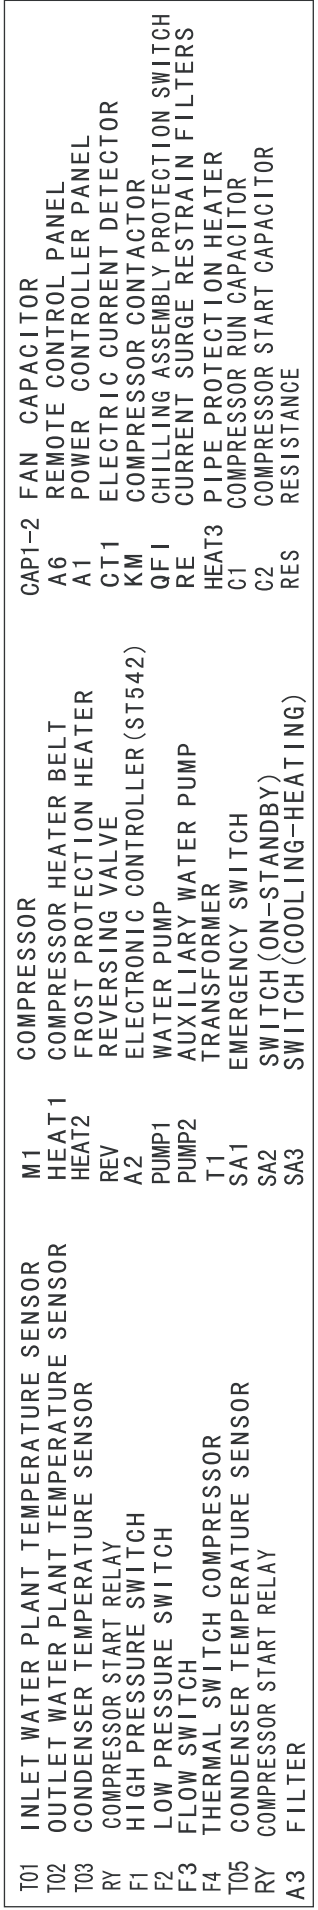 T01 INLET WATER PLANT TEMPERATURE SENSOR
T02 OUTLET WATER PLANT TEMPERATURE SENSOR
T03 CONDENSER TEMPERATURE SENSOR
RY COMPRESSOR START RELAY
F1 HIGH PRESSURE SWITCH
F2 LOW PRESSURE SWITCH
F3 FLOW SWITCH
F4 THERMAL SWITCH COMPRESSOR
T05 CONDENSER TEMPERATURE SENSOR
RY COMPRESSOR START RELAY
A3 FILTER
M1 COMPRESSOR
HEAT1 COMPRESSOR HEATER BELT
HEAT2 FROST PROTECTION HEATER
REV REVERSING VALVE
A2 ELECTRONIC CONTROLLER(ST542)
PUMP1 WATER PUMP
PUMP2 AUXILIARY WATER PUMP
T1 TRANSFORMER
SA1 EMERGENCY SWITCH
SA2 SWITCH(ON-STANDBY)
SA3 SWITCH(COOLING-HEATING)
CAP1-2 FAN CAPACITOR
A6 REMOTE CONTROL PANEL
A1 POWER CONTROLLER PANEL
CT1 ELECTRIC CURRENT DETECTOR
KM COMPRESSOR CONTACTOR
QFI CHILLING ASSEMBLY PROTECTION SWITCH
RE CURRENT SURGE RESTRAIN FILTERS
HEAT3 PIPE PROTECTION HEATER
C1 COMPRESSOR RUN CAPACITOR
C2 COMPRESSOR START CAPACITOR
RES RESISTANCE